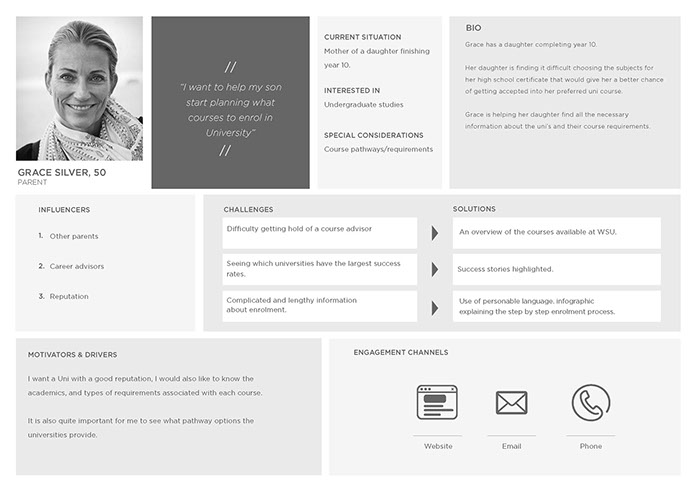 GRACE SILVER, 50
PARENT
//
“I want to help my son
start planning what
courses to enrol in
University”
//
CURRENT SITUATION
Mother of a daughter finishing
year 10.
INTERESTED IN
Undergraduate studies
SPECIAL CONSIDERATIONS
Course pathways/requirements
BIO
Grace has a daughter completing year 10.
Her daughter is finding it difficult choosing the subjects for
her high school certificate that would give her a better chance
of getting accepted into her preferred uni course.
Grace is helping her daughter find all the necessary
information about the uni's and their course requirements.
INFLUENCERS
1. Other parents
2. Career advisors
3. Reputation
CHALLENGES
Difficulty getting hold of a course advisor
Seeing which universities have the largest success
rates.
Complicated and lengthy information
about enrolment.
SOLUTIONS
An overview of the courses available at WSU.
Success stories highlighted.
Use of personable language, infographic
explaining the step by step enrolment process.
MOTIVATORS & DRIVERS
I want a Uni with a good reputation, I would also like to know the
academics, and types of requirements associated with each course.
It is also quite important for me to see what pathway options the
universities provide.
ENGAGEMENT CHANNELS
Website
Email
Phone